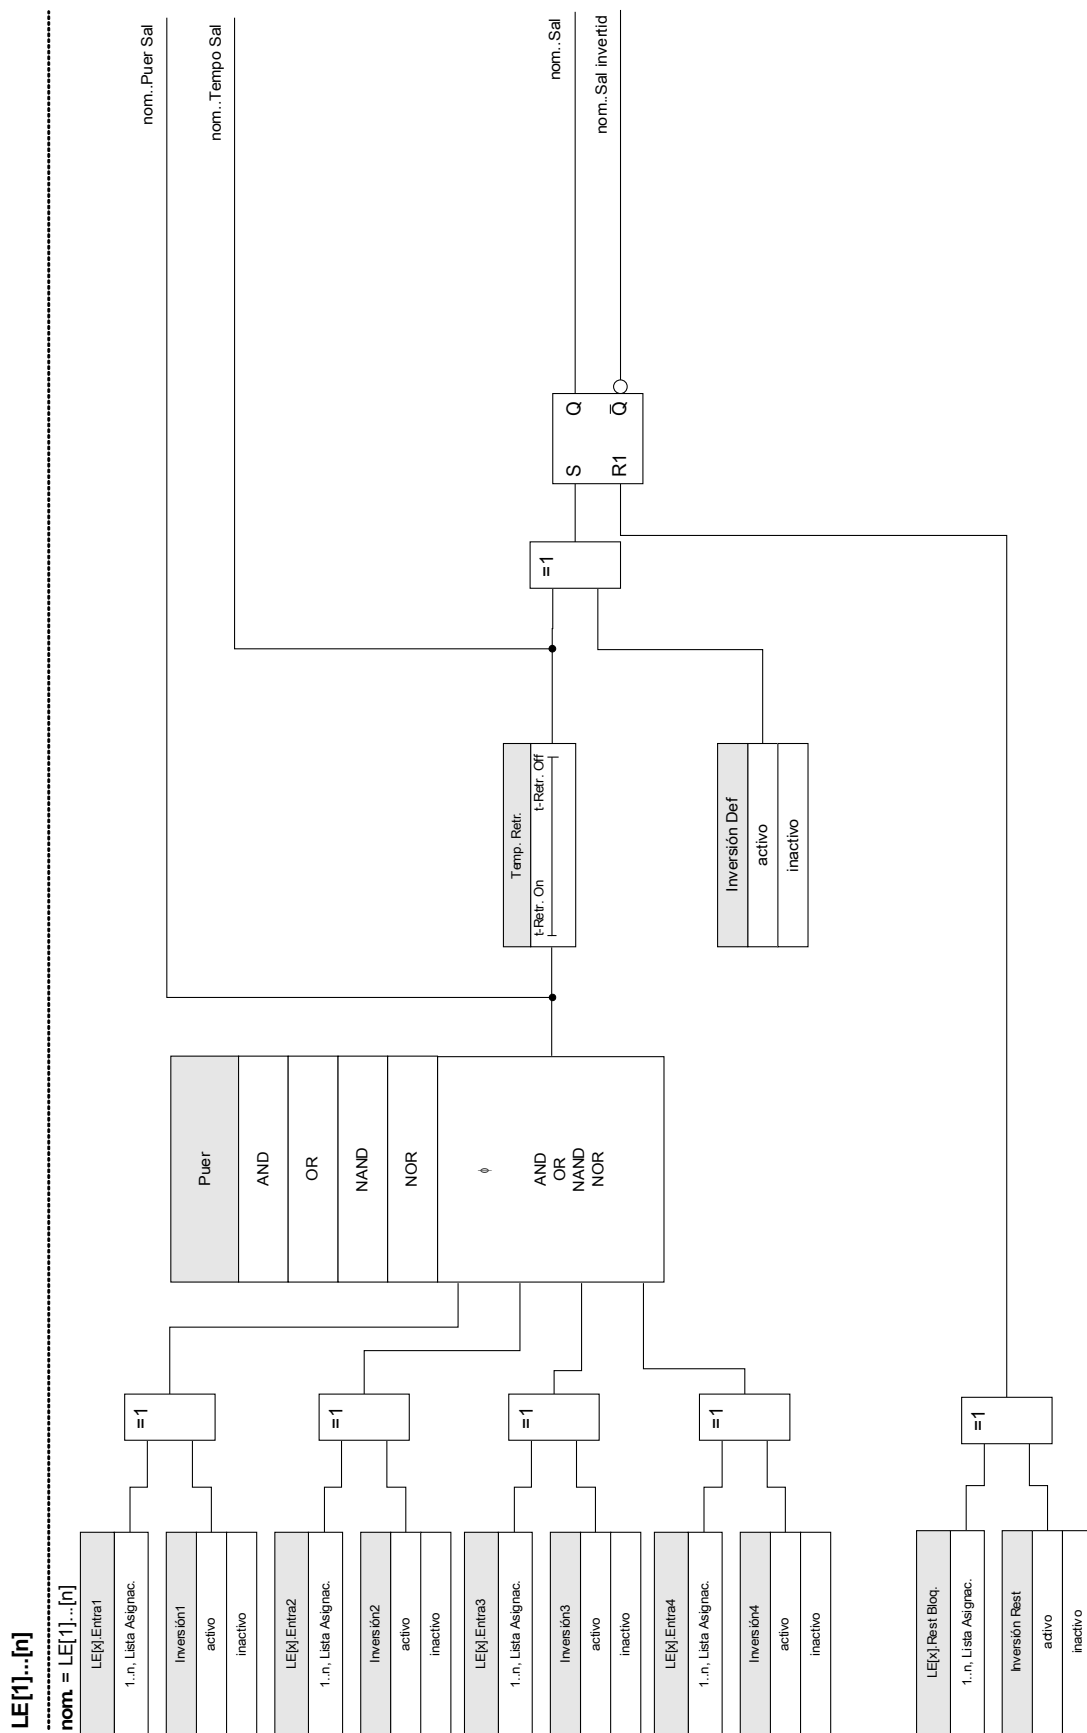 LE[1]...[n]
nom. = LE[1]...[n]
LE[x].Entra1
1..n, Lista Asignac.
Inversión1
activo
inactivo
LE[x].Entra2
1..n, Lista Asignac.
Inversión2
activo
inactivo
LE[x].Entra3
1..n, Lista Asignac.
Inversión3
activo
inactivo
LE[x].Entra4
1..n, Lista Asignac.
Inversión4
activo
inactivo
LE[x].Rest Bloq.
1..n, Lista Asignac.
Inversión Rest
activo
inactivo
=1
=1
=1
=1
=1
Puer
AND
OR
NAND
NOR
ϕ
AND
OR
NAND
NOR
Temp. Retr.
t-Retr. On
t-Retr. Off
Inversión Def
activo
inactivo
=1
S
Q
R1
Q̅
nom..Puer Sal
nom..Tempo Sal
nom..Sal
nom..Sal invertid